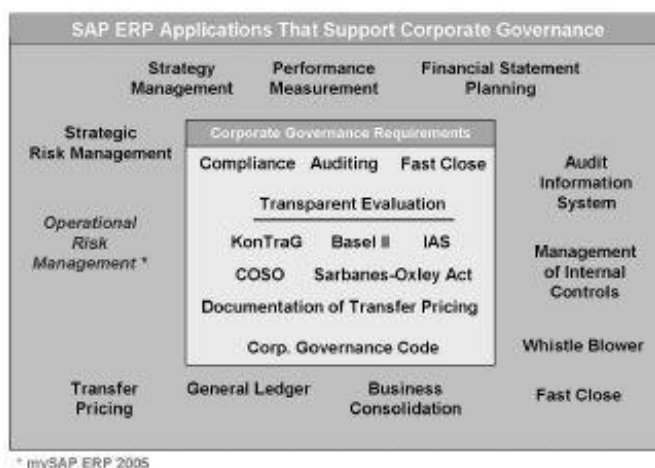 SAP ERP Applications That Support Corporate Governance
Strategy
Management
Performance
Measurement
Financial Statement
Planning
Strategic
Risk Management
Operational
Risk
Management *
Corporate Governance Requirements
Compliance Auditing Fast Close
Transparent Evaluation
KonTraG Basel II IAS
COSO Sarbanes-Oxley Act
Documentation of Transfer Pricing
Corp. Governance Code
Audit
Information
System
Management
of Internal
Controls
Whistle Blower
Fast Close
Transfer
Pricing
General Ledger
Business
Consolidation
* mySAP ERP 2005